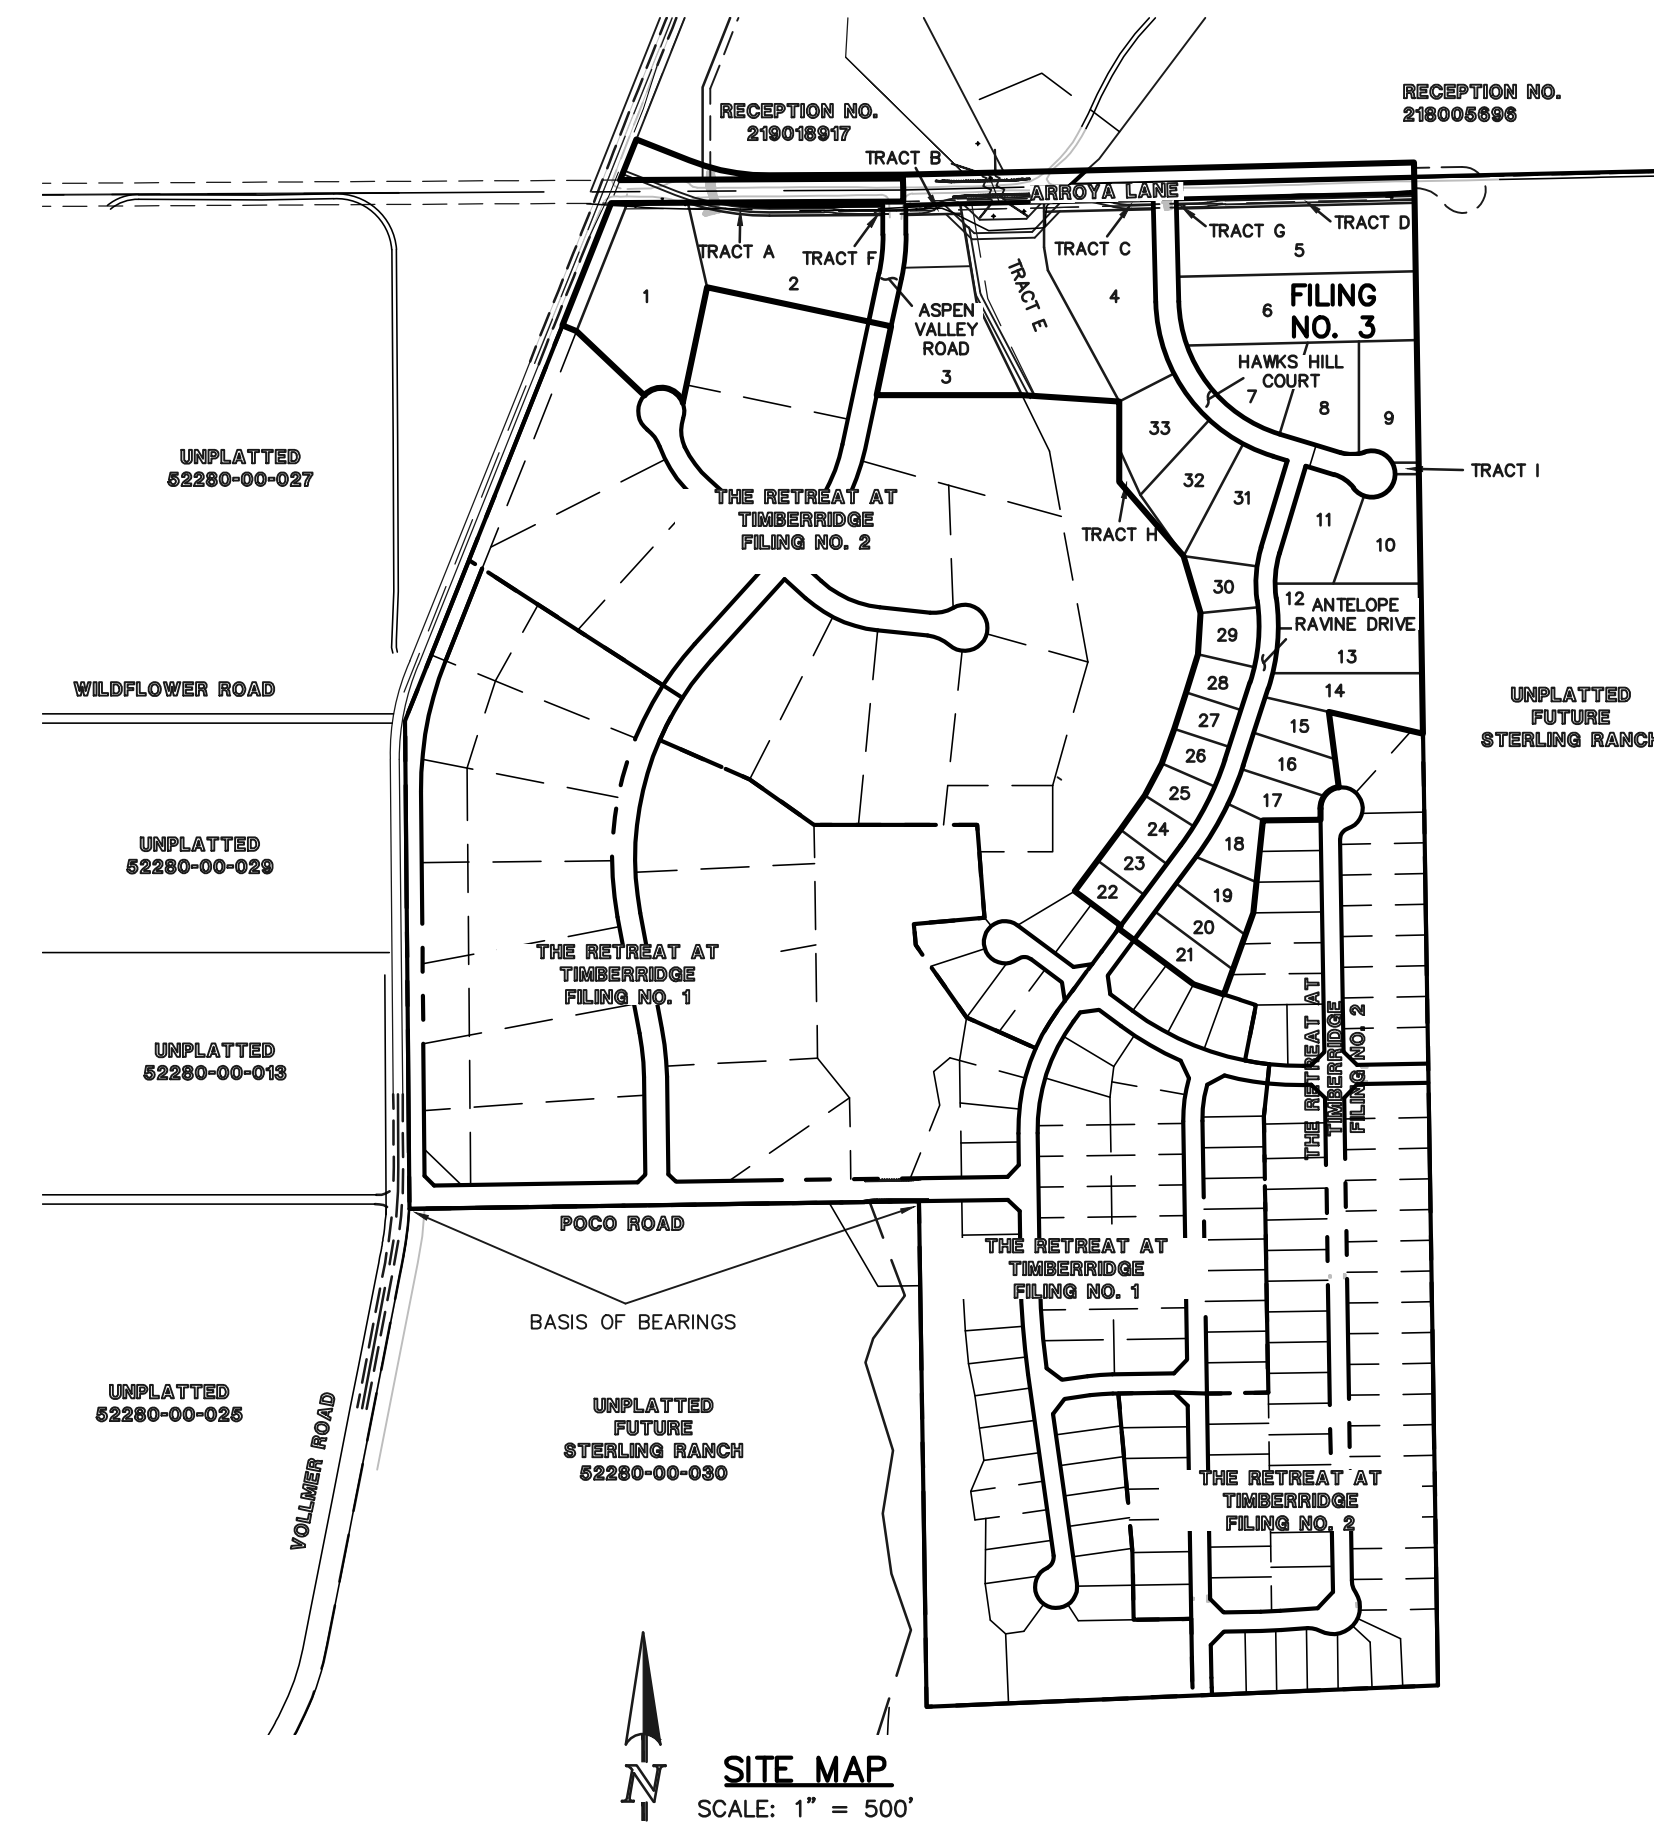 RECEPTION NO.
218005696
RECEPTION NO.
219018917
TRACT B
ARROYA LANE
TRACT A
TRACT F
TRACT C
TRACT G
TRACT D
TRACT E
1
2
4
5
6
FILING
NO. 3
ASPEN
VALLEY
ROAD
3
HAWKS HILL
COURT
7
8
9
33
TRACT I
UNPLATTED
52280-00-027
32
31
11
10
THE RETREAT AT
TIMBERRIDGE
FILING NO. 2
TRACT H
30
12
ANTELOPE
RAVINE DRIVE
29
13
28
14
WILDFLOWER ROAD
UNPLATTED
FUTURE
STERLING RANCH
27
15
26
16
25
17
24
18
UNPLATTED
52280-00-029
23
22
19
20
21
THE RETREAT AT
TIMBERRIDGE
FILING NO. 1
THE RETREAT AT
TIMBERRIDGE
FILING NO. 2
UNPLATTED
52280-00-013
POCO ROAD
THE RETREAT AT
TIMBERRIDGE
FILING NO. 1
BASIS OF BEARINGS
UNPLATTED
52280-00-025
VOLLMER ROAD
UNPLATTED
FUTURE
STERLING RANCH
52280-00-030
THE RETREAT AT
TIMBERRIDGE
FILING NO. 2
N
SITE MAP
SCALE: 1" = 500'